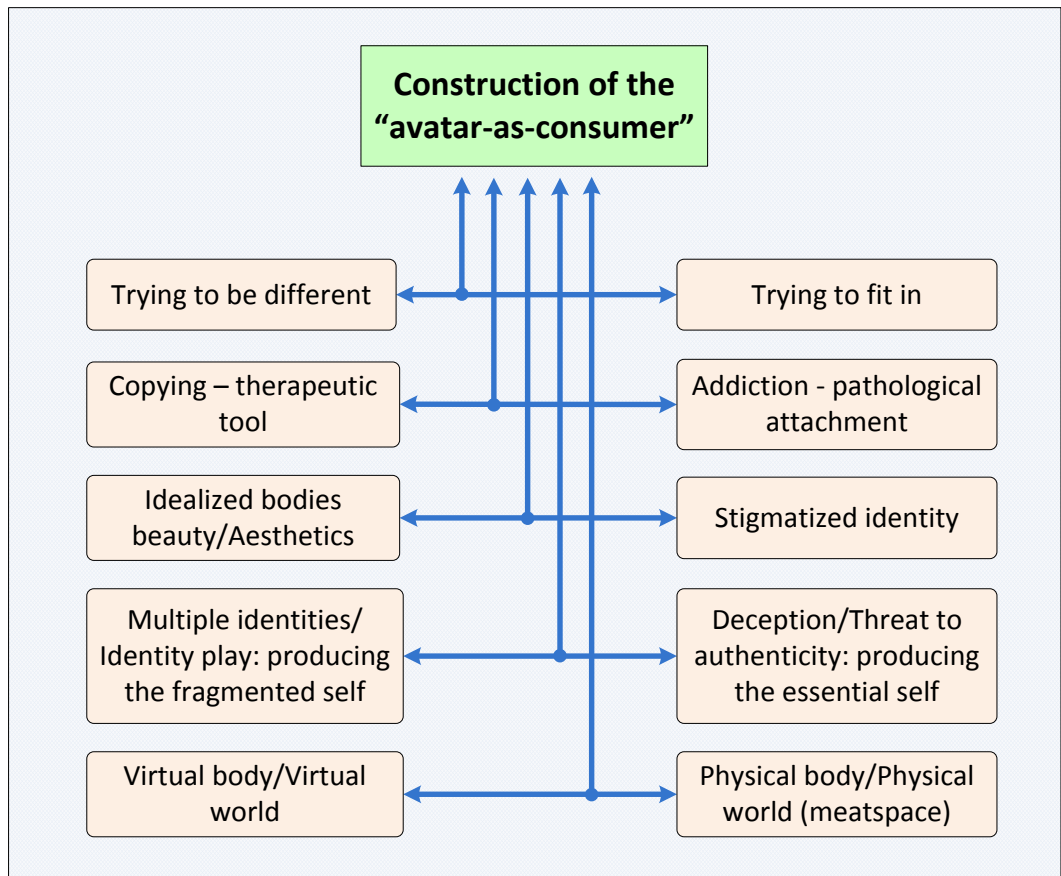 Construction of the
“avatar-as-consumer”
Trying to be different
Trying to fit in
Copying – therapeutic
tool
Addiction - pathological
attachment
Idealized bodies
beauty/Aesthetics
Stigmatized identity
Multiple identities/
Identity play: producing
the fragmented self
Deception/Threat to
authenticity: producing
the essential self
Virtual body/Virtual
world
Physical body/Physical
world (meatspace)